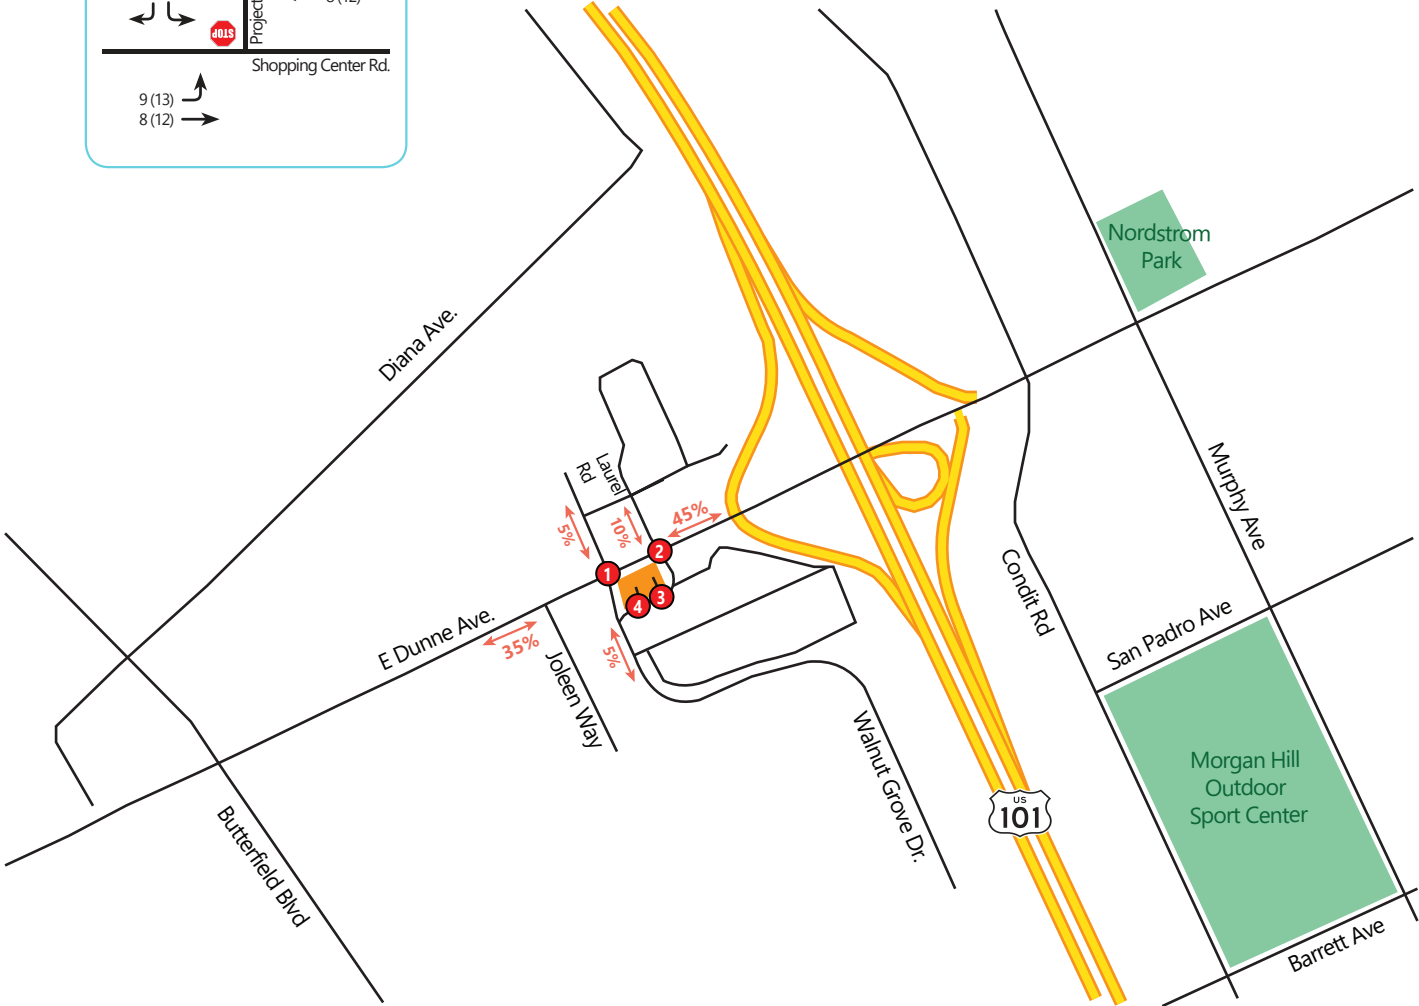 Project
STOP
Shopping Center Rd.
9 (13)
8 (12)
Nordstrom
Park
Diana Ave.
Laurel
Rd
5%
10%
45%
2
1
3
4
E Dunne Ave.
35%
5%
Joleen Way
Walnut Grove Dr.
Murphy Ave
Condit Rd
San Padro Ave
Morgan Hill
Outdoor
Sport Center
US
101
Butterfield Blvd
Barrett Ave